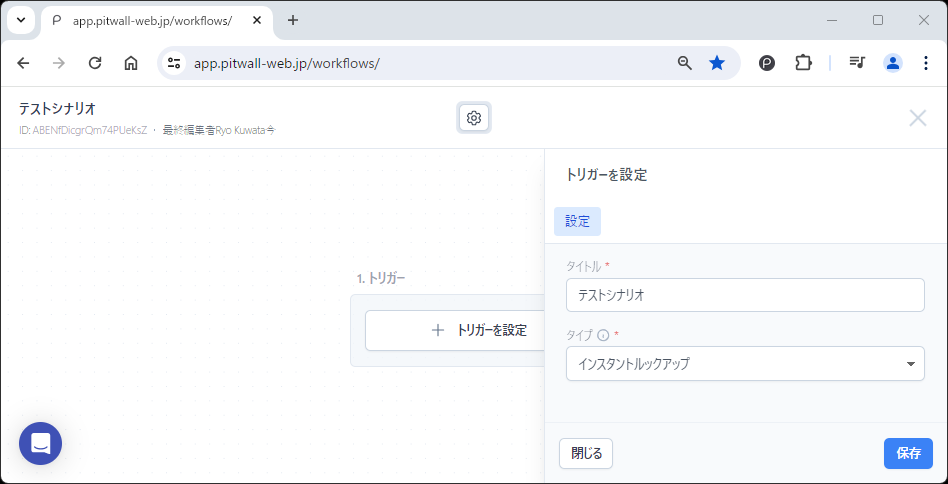 app.pitwall-web.jp/workflows/
app.pitwall-web.jp/workflows/
テストシナリオ
ID: ABENfDicgrQm74PUeKsZ ・ 最終編集者Ryo Kuwata今
トリガーを設定
設定
1. トリガー
トリガーを設定
タイトル *
テストシナリオ
タイプ *
インスタントルックアップ
閉じる
保存